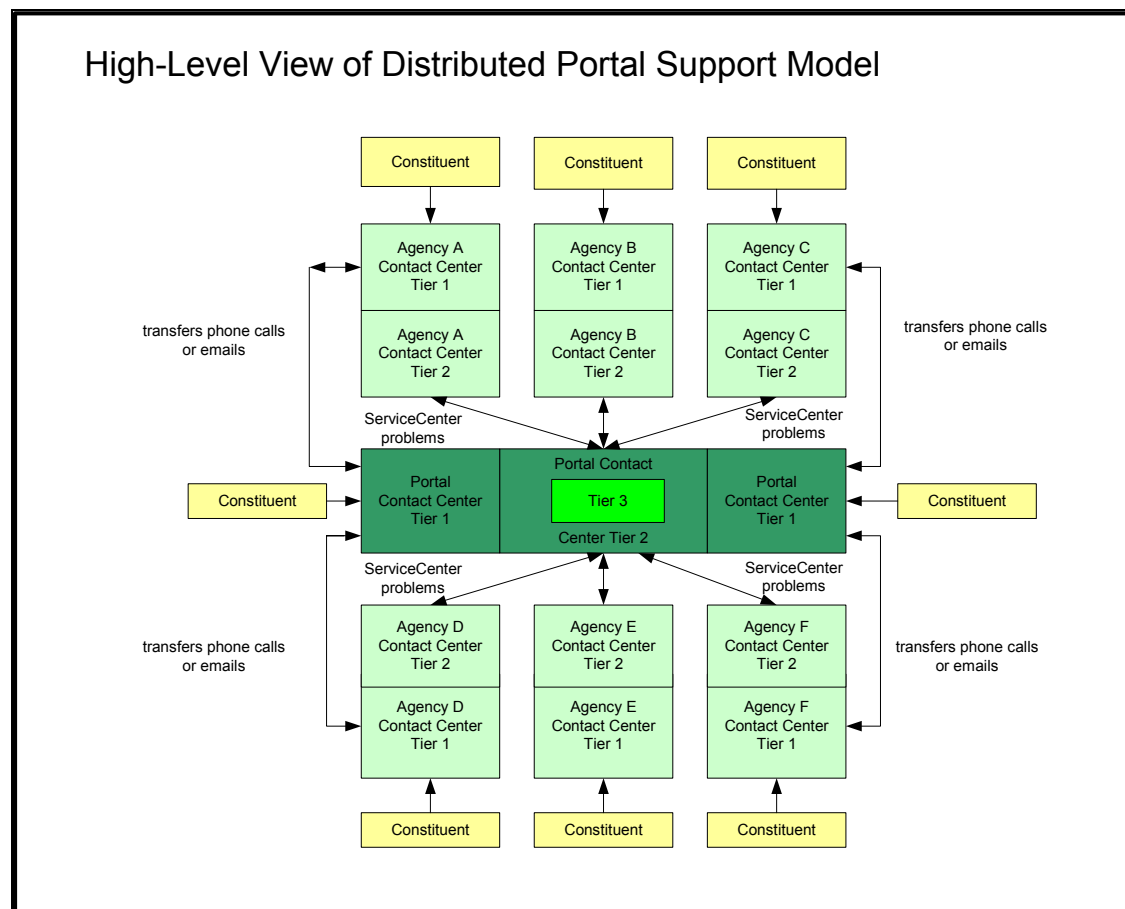 High-Level View of Distributed Portal Support Model
Constituent
Constituent
Constituent
Agency A
Contact Center
Tier 1
Agency B
Contact Center
Tier 1
Agency C
Contact Center
Tier 1
transfers phone calls
or emails
transfers phone calls
or emails
Agency A
Contact Center
Tier 2
Agency B
Contact Center
Tier 2
Agency C
Contact Center
Tier 2
ServiceCenter
problems
ServiceCenter
problems
Constituent
Portal
Contact Center
Tier 1
Portal Contact
Tier 3
Center Tier 2
Portal
Contact Center
Tier 1
Constituent
ServiceCenter
problems
ServiceCenter
problems
transfers phone calls
or emails
Agency D
Contact Center
Tier 2
Agency E
Contact Center
Tier 2
Agency F
Contact Center
Tier 2
transfers phone calls
or emails
Agency D
Contact Center
Tier 1
Agency E
Contact Center
Tier 1
Agency F
Contact Center
Tier 1
Constituent
Constituent
Constituent